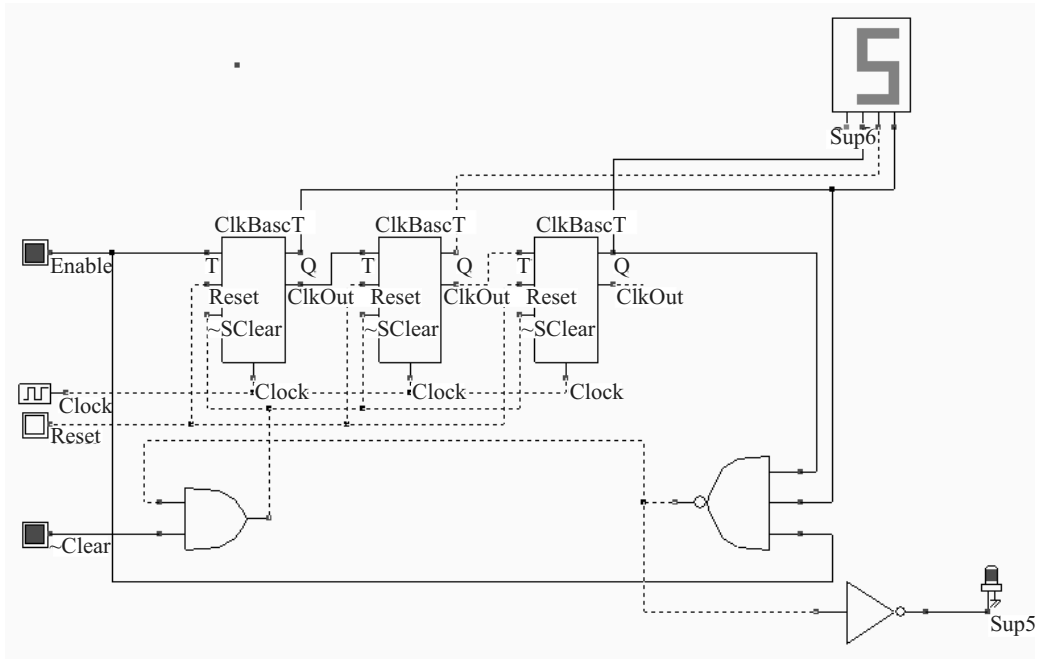 5
Sup6
ClkBascT ClkBascT ClkBascT
Enable T Q T Q T Q
Reset ClkOut Reset ClkOut Reset ClkOut
~SClear ~SClear ~SClear
Clock Clock Clock Clock
Reset
~Clear
Sup5